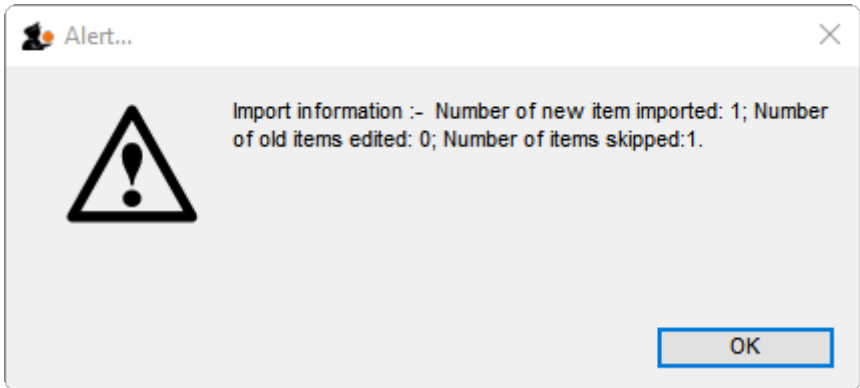 Alert...
Import information :-  Number of new item imported: 1; Number
of old items edited: 0; Number of items skipped:1.
OK